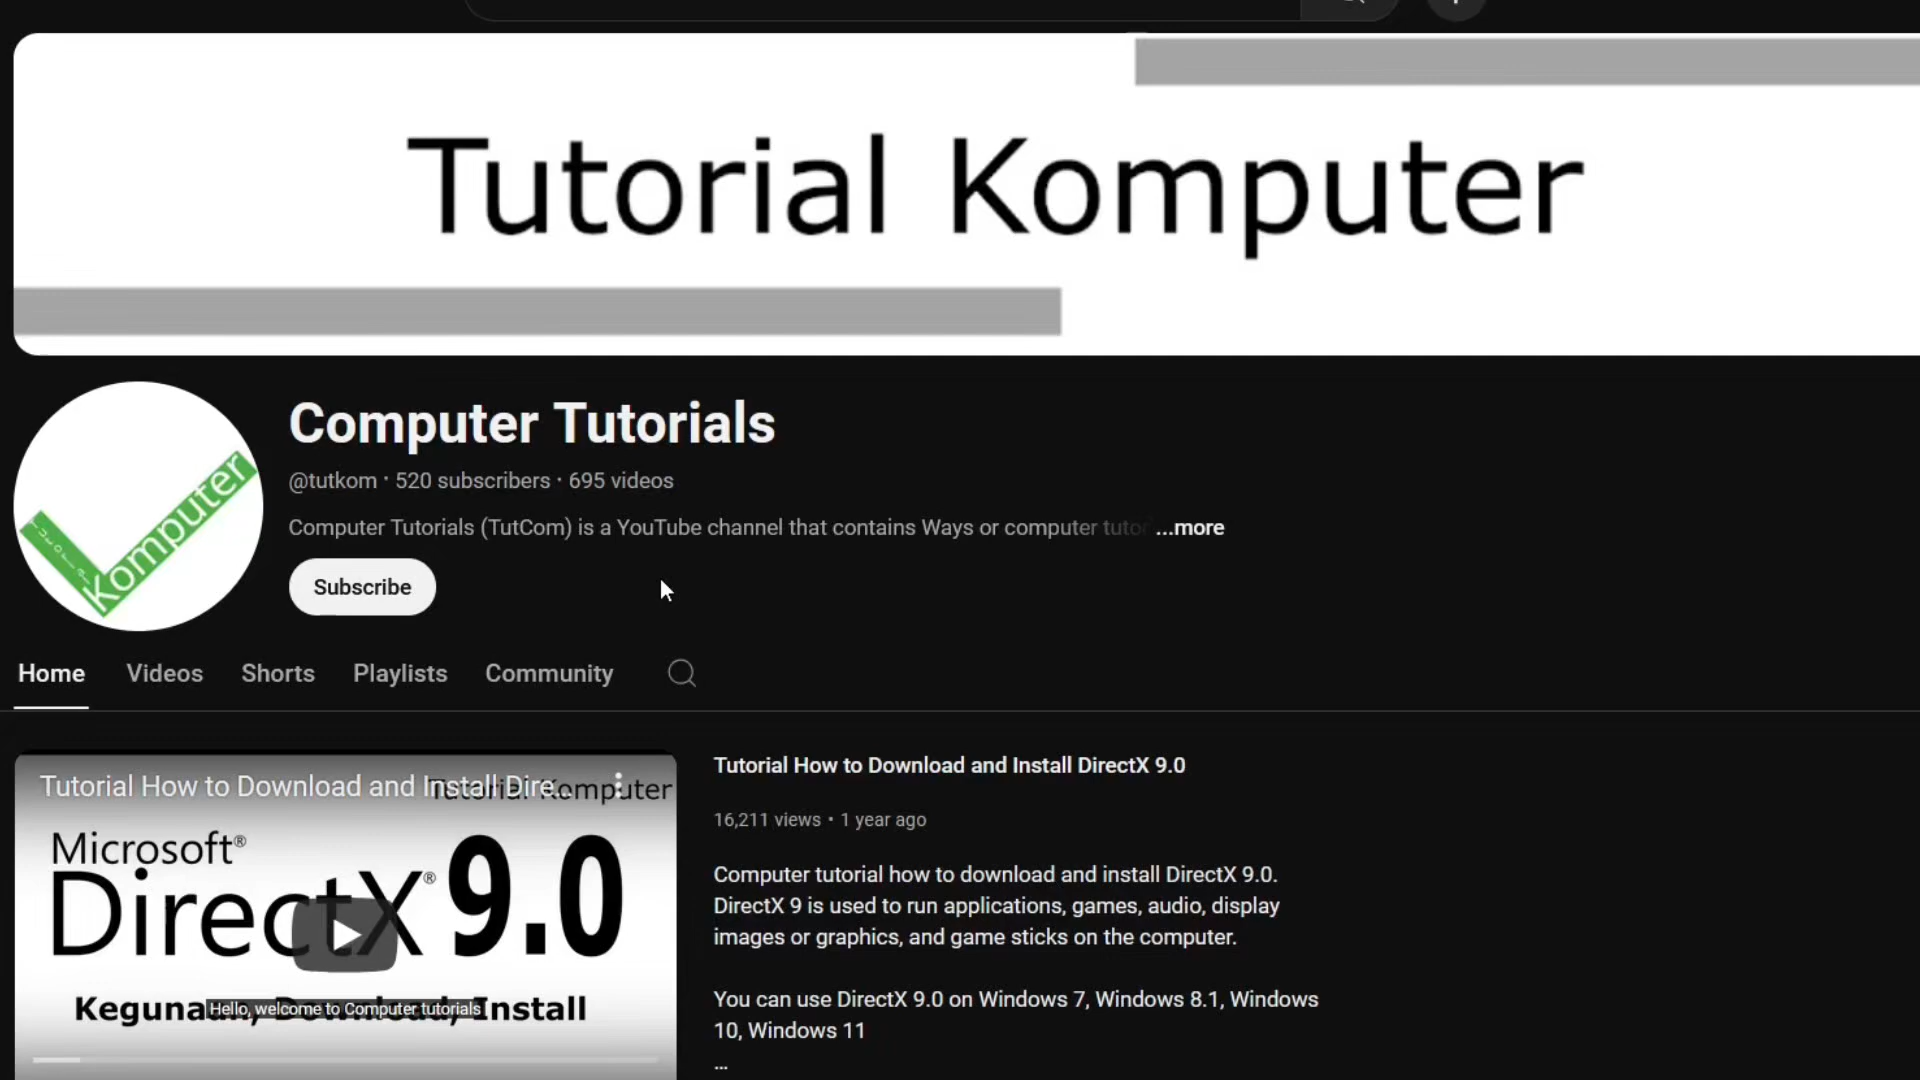 Tutorial Komputer
Komputer
Computer Tutorials
@tutkom · 520 subscribers · 695 videos
Computer Tutorials (TutCom) is a YouTube channel that contains Ways or computer ...more
Subscribe
Home Videos Shorts Playlists Community
Tutorial How to Download and Install Dire...
Tutorial Komputer
Microsoft®
DirectX® 9.0
Kegunaan, Download, Install
Hello, welcome to Computer tutorials
Tutorial How to Download and Install DirectX 9.0
16,211 views • 1 year ago
Computer tutorial how to download and install DirectX 9.0.
DirectX 9 is used to run applications, games, audio, display
images or graphics, and game sticks on the computer.
You can use DirectX 9.0 on Windows 7, Windows 8.1, Windows
10, Windows 11
...